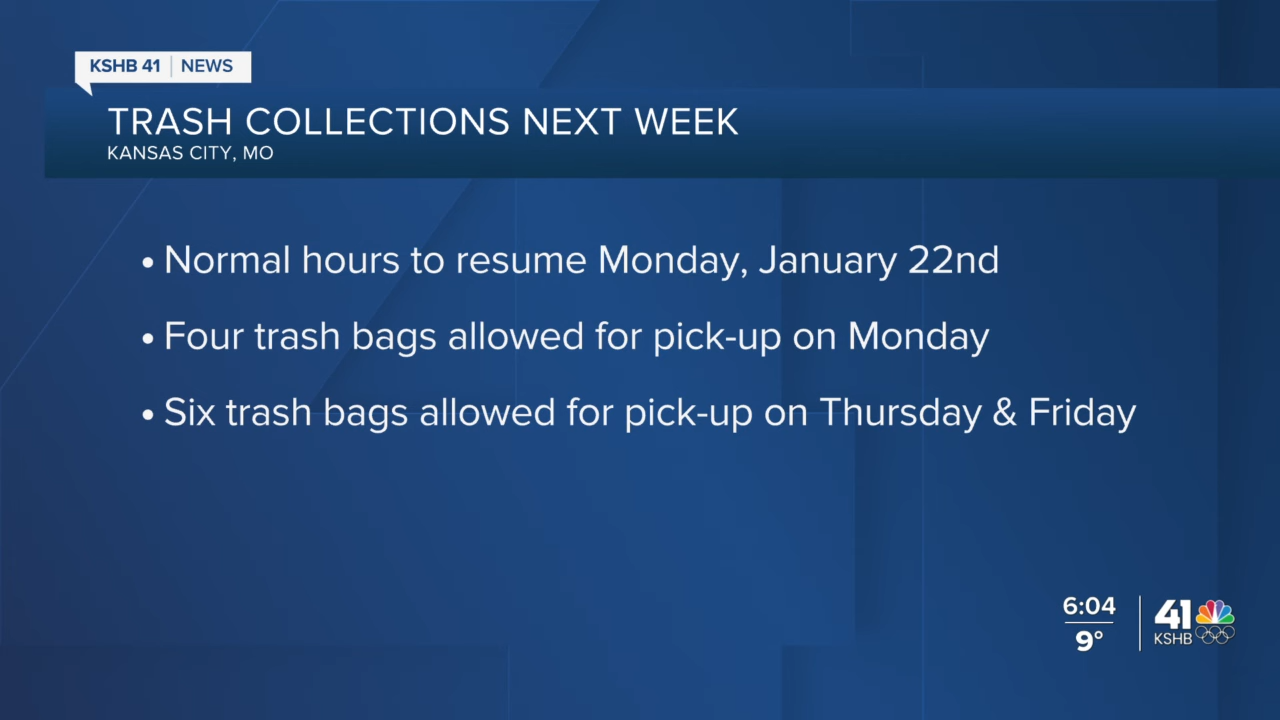 KSHB 41 | NEWS
TRASH COLLECTIONS NEXT WEEK
KANSAS CITY, MO
• Normal hours to resume Monday, January 22nd
• Four trash bags allowed for pick-up on Monday
• Six trash bags allowed for pick-up on Thursday & Friday
6:04
9°
41
KSHB